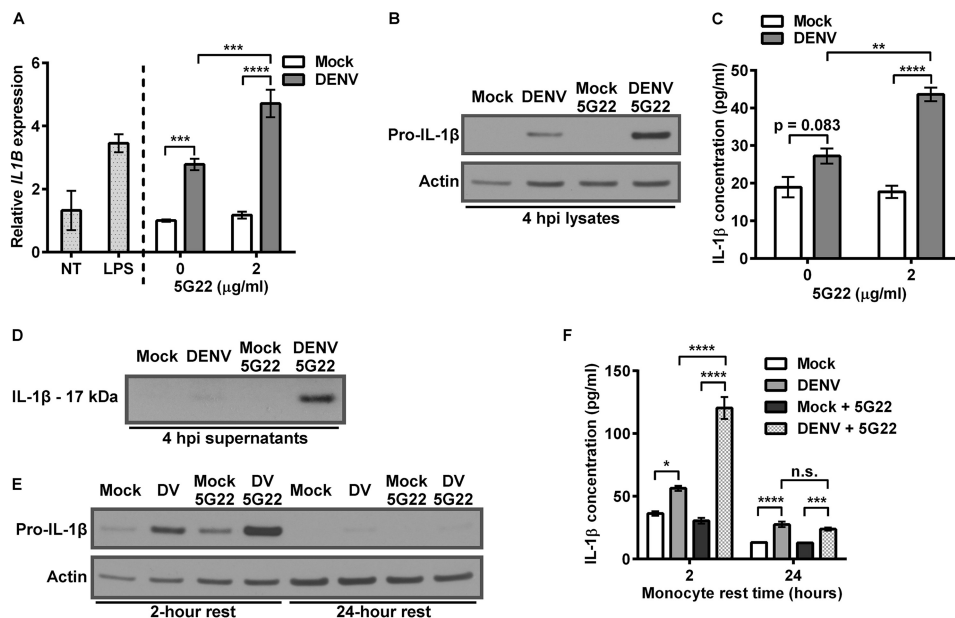 A
Relative IL1B expression
6
4
2
0
NT
LPS
0
2
5G22 (μg/ml)
***
***
****
Mock
DENV
B
Mock
DENV
Mock
5G22
DENV
5G22
Pro-IL-1β
Actin
4 hpi lysates
C
Mock
DENV
IL-1β concentration (pg/ml)
50
40
30
20
10
0
p = 0.083
**
****
0
2
5G22 (μg/ml)
D
Mock
DENV
Mock
5G22
DENV
5G22
IL-1β - 17 kDa
4 hpi supernatants
E
Mock
DV
Mock
5G22
DV
5G22
Mock
DV
Mock
5G22
DV
5G22
Pro-IL-1β
Actin
2-hour rest
24-hour rest
F
IL-1β concentration (pg/ml)
150
100
50
0
*
****
****
****
n.s.
***
Mock
DENV
Mock + 5G22
DENV + 5G22
2
24
Monocyte rest time (hours)